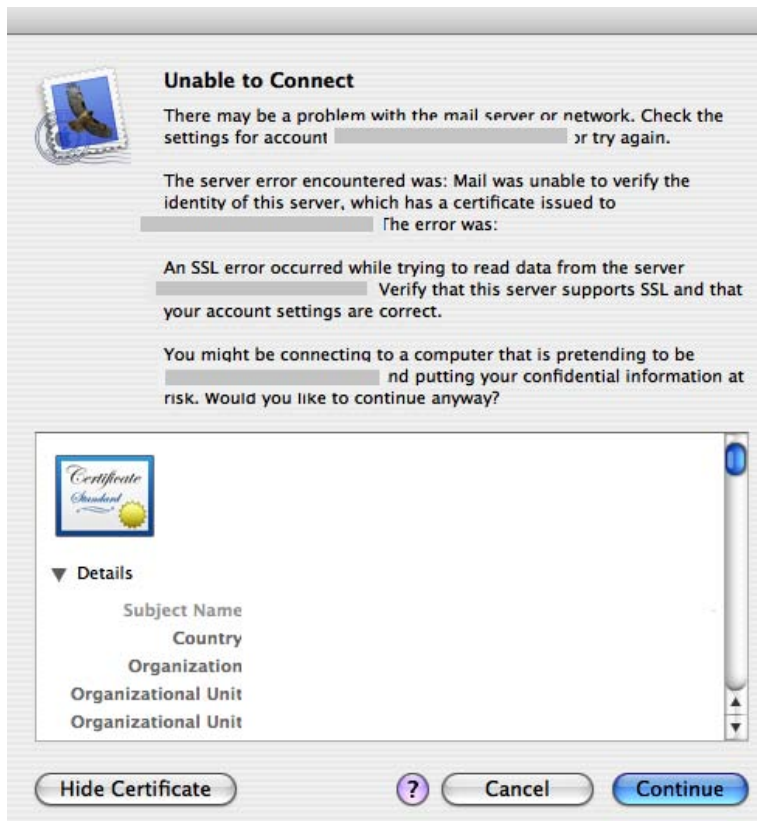 Unable to Connect
There may be a problem with the mail server or network. Check the
settings for account or try again.
The server error encountered was: Mail was unable to verify the
identity of this server, which has a certificate issued to
The error was:
An SSL error occurred while trying to read data from the server
Verify that this server supports SSL and that
your account settings are correct.
You might be connecting to a computer that is pretending to be
nd putting your confidential information at
risk. Would you like to continue anyway?
Certificate
Standard
▼ Details
Subject Name
Country
Organization
Organizational Unit
Organizational Unit
Hide Certificate
?
Cancel
Continue